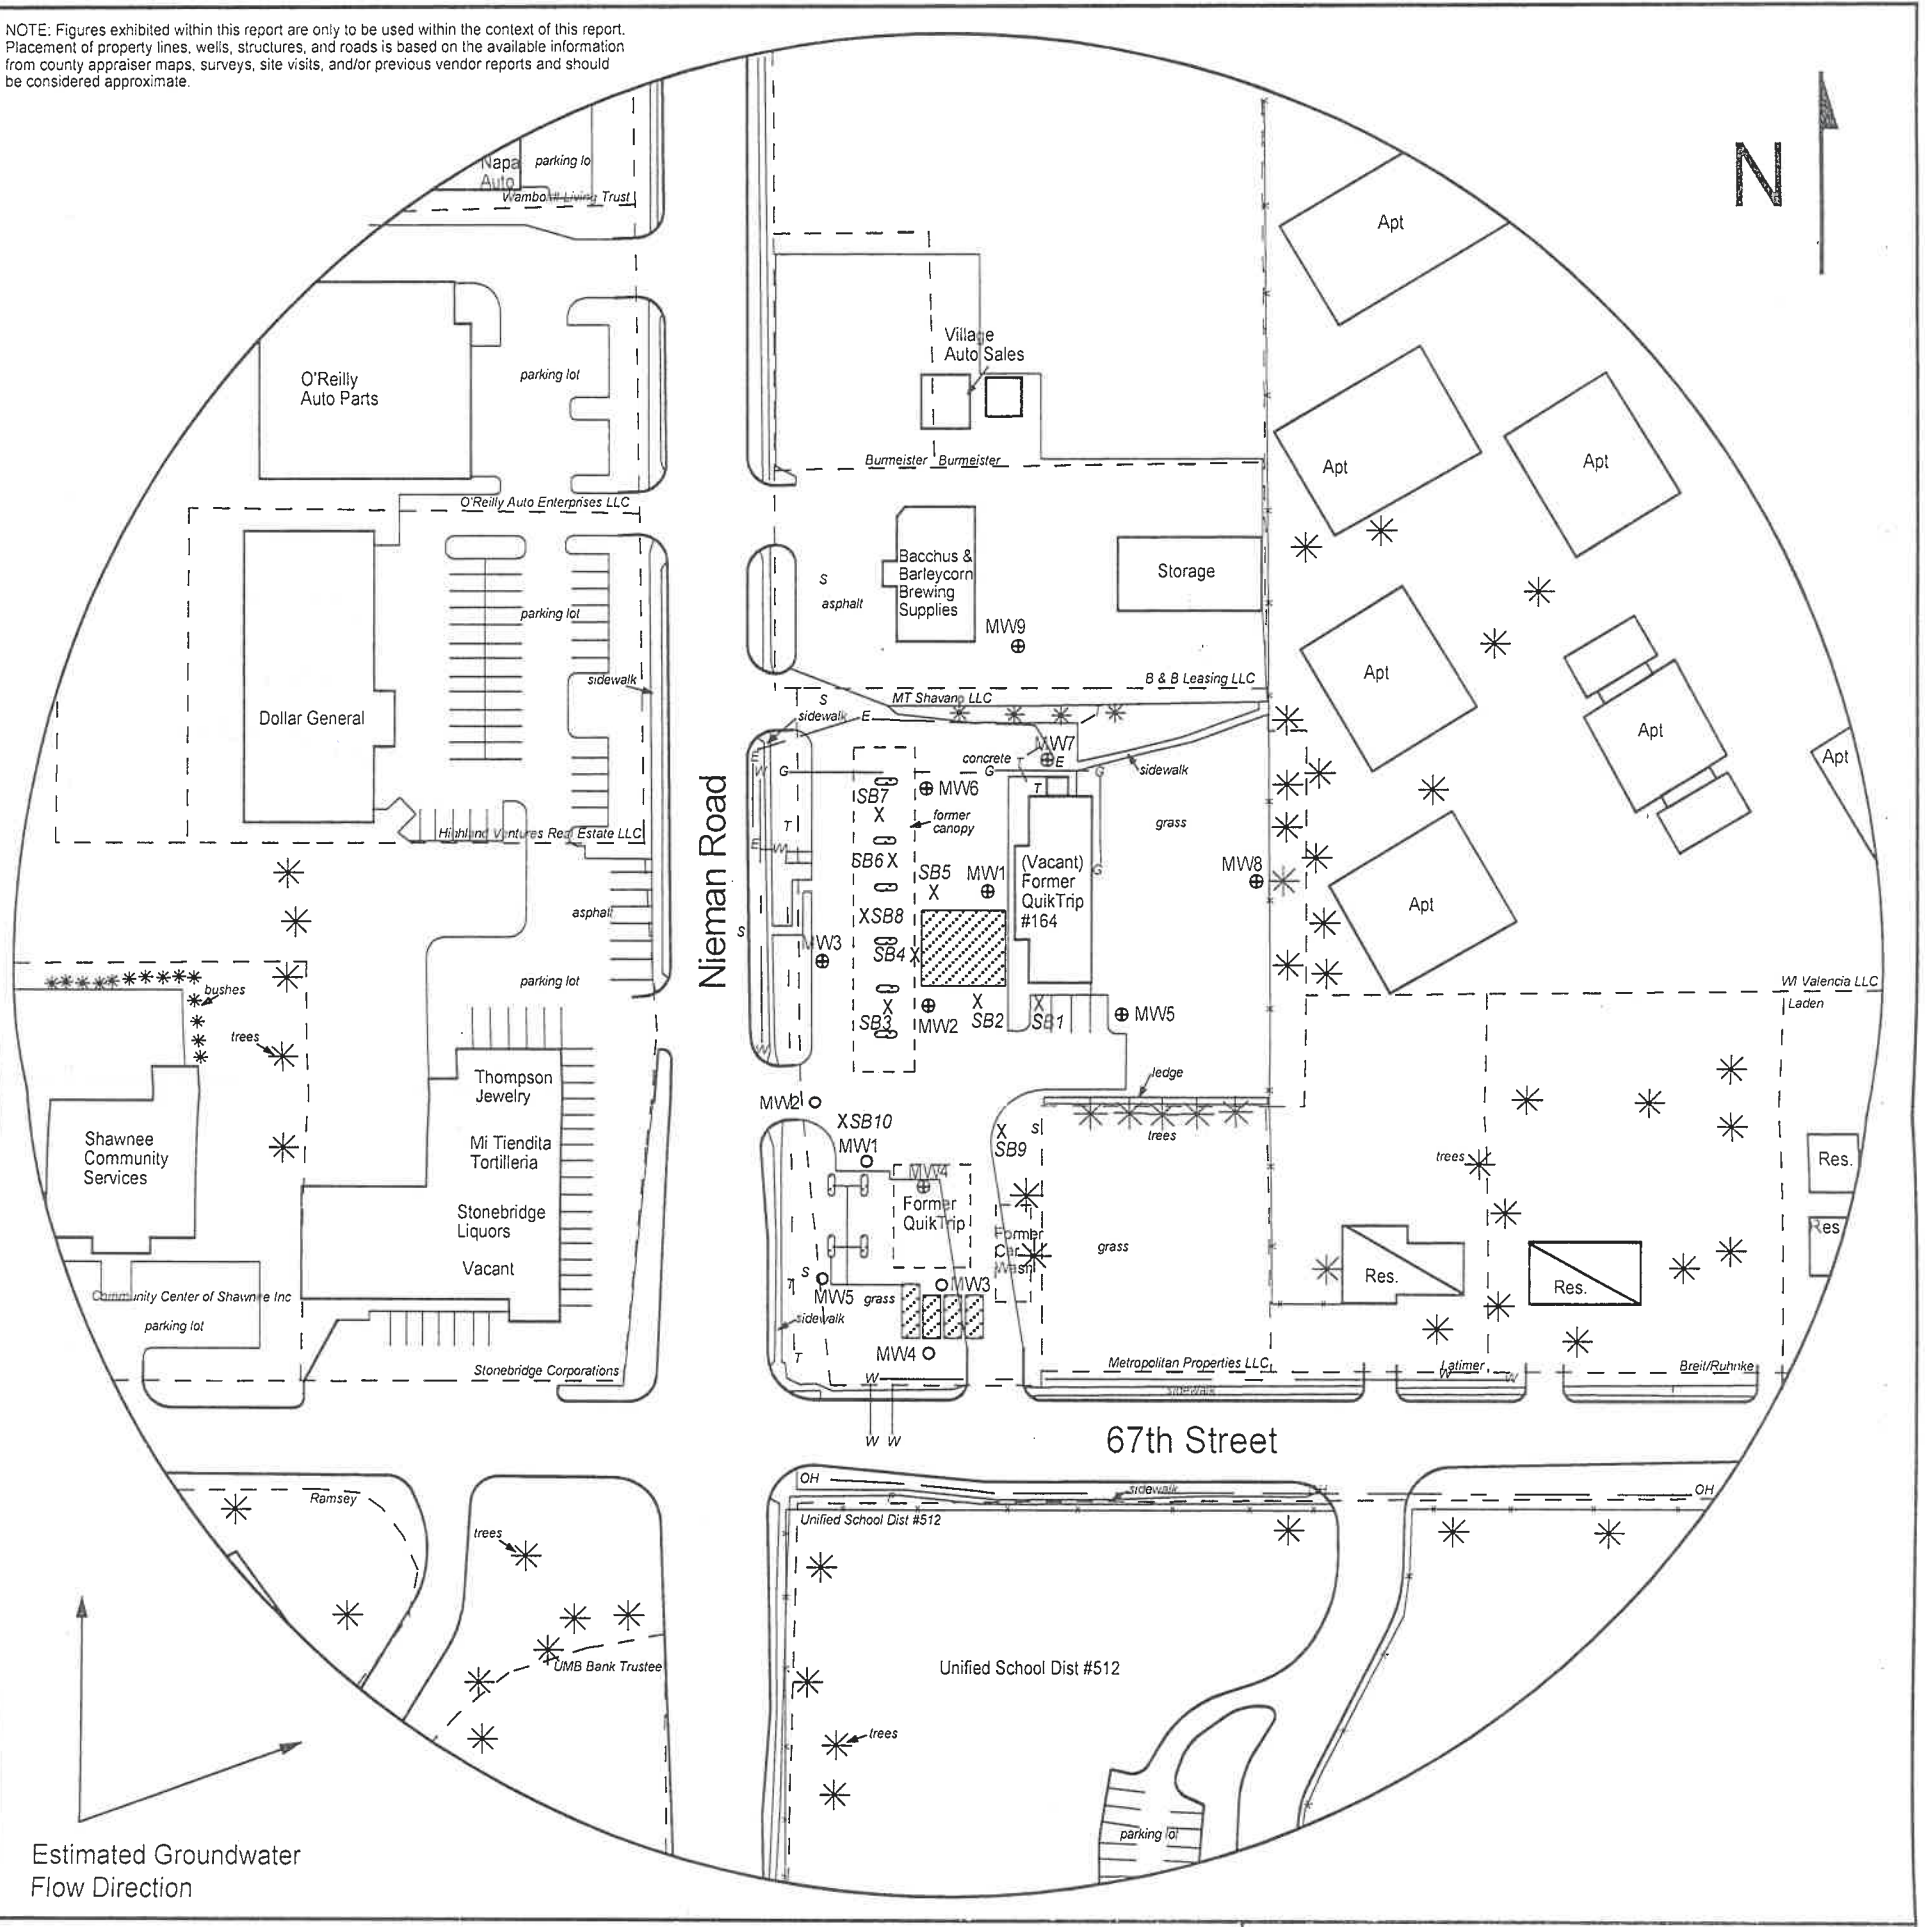 NOTE: Figures exhibited within this report are only to be used within the context of this report.
Placement of property lines, wells, structures, and roads is based on the available information
from county appraiser maps, surveys, site visits, and/or previous vendor reports and should
be considered approximate.
N
Napa
Auto
parking lo
Living Trust
Apt
Village
Auto Sales
O'Reilly
Auto Parts
parking lot
Burmeister
Burmeister
Apt
Apt
O'Reilly Auto Enterprises LLC
Bacchus &
Barleycorn
Brewing
Supplies
S
asphalt
Storage
parking lot
MW9
sidewalk
B & B Leasing LLC
MT Shavano LLC
S
sidewalk
E
Dollar General
Apt
Apt
Apt
MW7
E
concrete
T
sidewalk
E
W
G
G
G
T
SB7
MW6
former
canopy
grass
T
Highland Ventures Real Estate LLC
E
W
SB6
SB5
MW1
(Vacant)
Former
QuikTrip
#164
G
MW8
Nieman Road
asphalt
SB8
S
MW3
SB4
Apt
parking lot
bushes
WI Valencia LLC
Laden
SB3
MW2
SB2
SB1
MW5
trees
W
ledge
Thompson
Jewelry
MW2
SB10
MW1
S
trees
SB9
Shawnee
Community
Services
Mi Tiendita
Tortilleria
MW4
trees
Res.
Stonebridge
Liquors
Former
QuikTrip
Former
Car
Wash
grass
Res
Vacant
S
T
MW5
grass
MW3
Res.
Res.
Community Center of Shawnee Inc
parking lot
sidewalk
T
MW4
Stonebridge Corporations
W
Metropolitan Properties LLC
Latimer
W
W
Breit/Ruhnke
sidewalk
W W
67th Street
OH
sidewalk
OH
Ramsey
Unified School Dist #512
trees
UMB Bank Trustee
Unified School Dist #512
trees
parking lot
Estimated Groundwater
Flow Direction